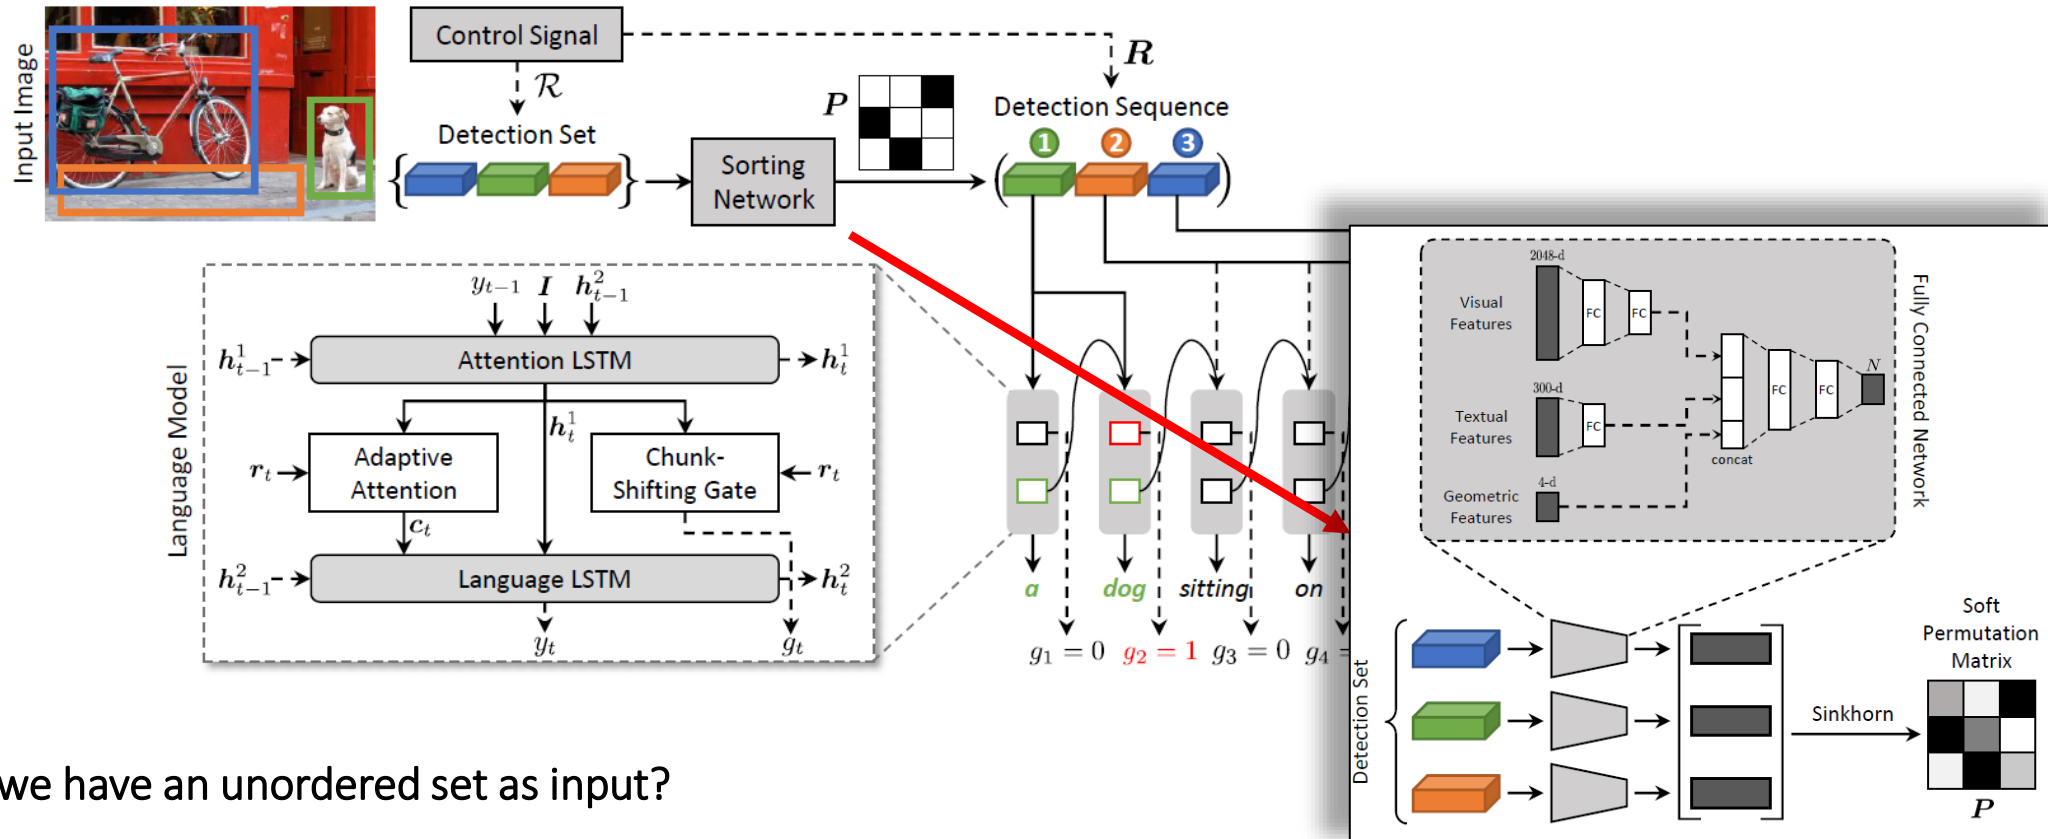 Input Image
Control Signal
R
R
Detection Set
Sorting
Network
P
Detection Sequence
1 2 3
Language Model
y_{t-1} I h^2_{t-1}
h^1_{t-1}
Attention LSTM
h^1_t
h^1_t
r_t
Adaptive
Attention
Chunk-
Shifting Gate
r_t
c_t
h^2_{t-1}
Language LSTM
h^2_t
y_t
g_t
a dog sitting on
g_1 = 0 g_2 = 1 g_3 = 0 g_4 =
2048-d
Visual
Features
FC
FC
300-d
Textual
Features
FC
4-d
Geometric
Features
concat
FC
FC
N
Fully Connected Network
Detection Set
Sinkhorn
Soft
Permutation
Matrix
P
we have an unordered set as input?